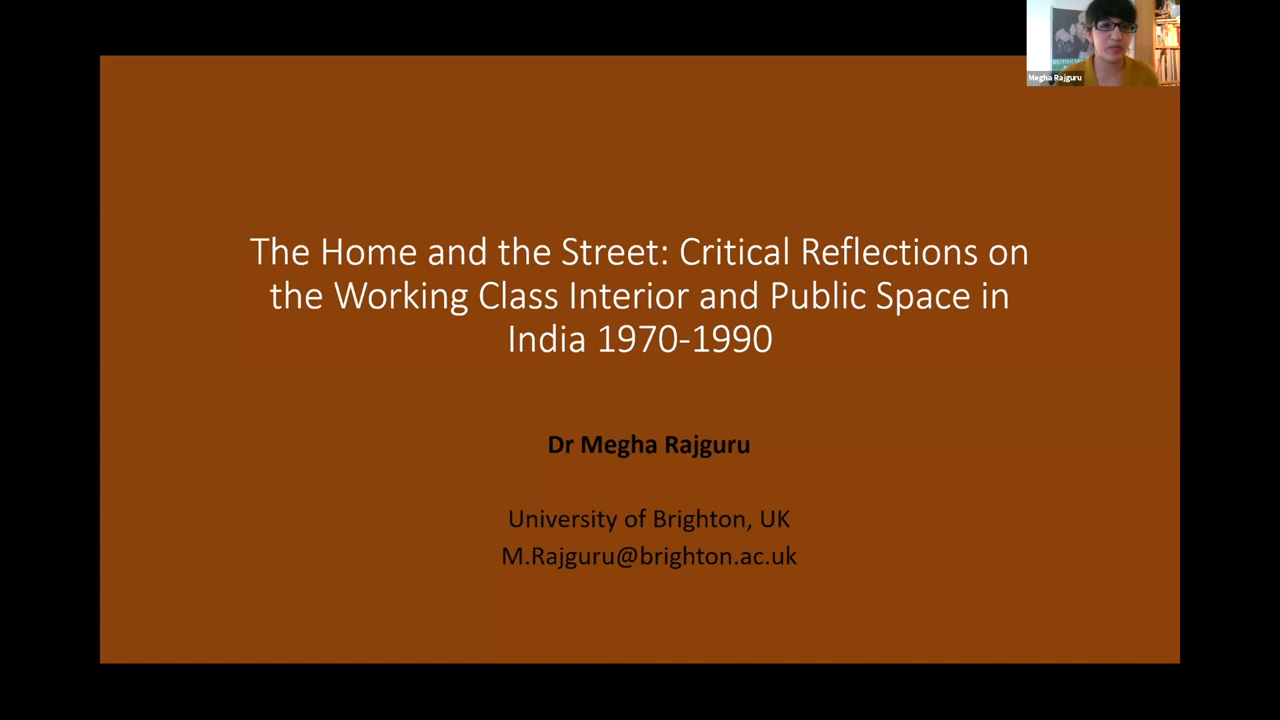 Megha Rajguru
The Home and the Street: Critical Reflections on
the Working Class Interior and Public Space in
India 1970-1990
Dr Megha Rajguru
University of Brighton, UK
M.Rajguru@brighton.ac.uk